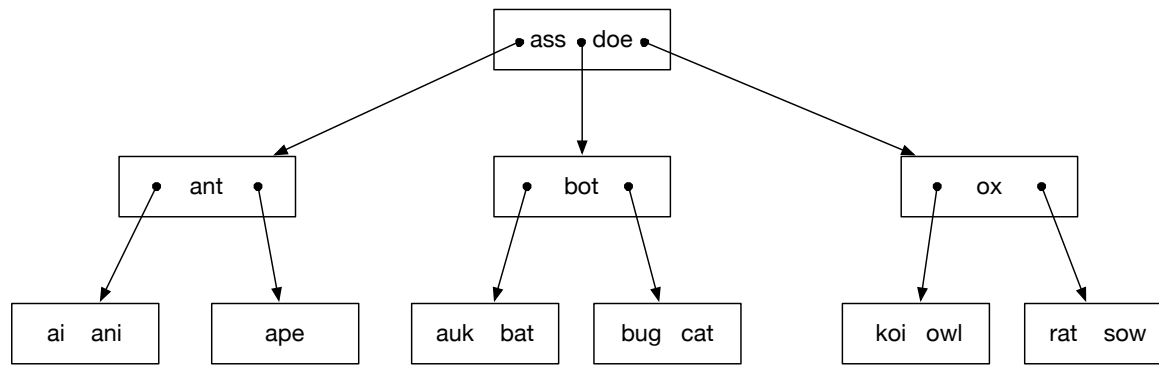 ass doe
ant bot ox
ai ani ape auk bat bug cat koi owl rat sow